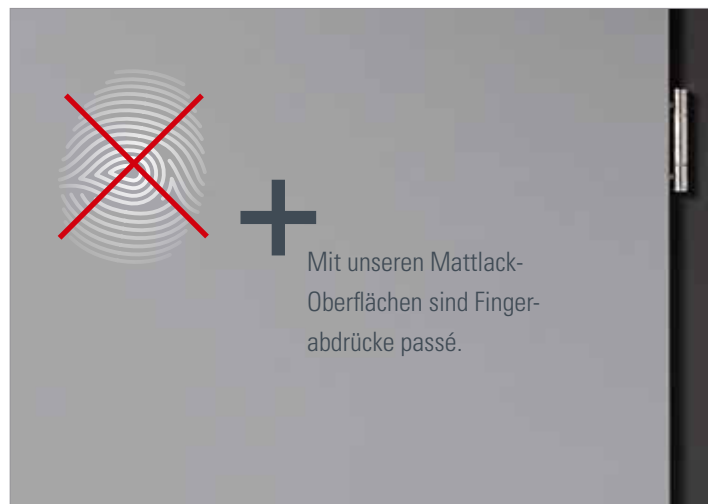 Mit unseren Mattlack-
Oberflächen sind Finger-
abdrücke passé.